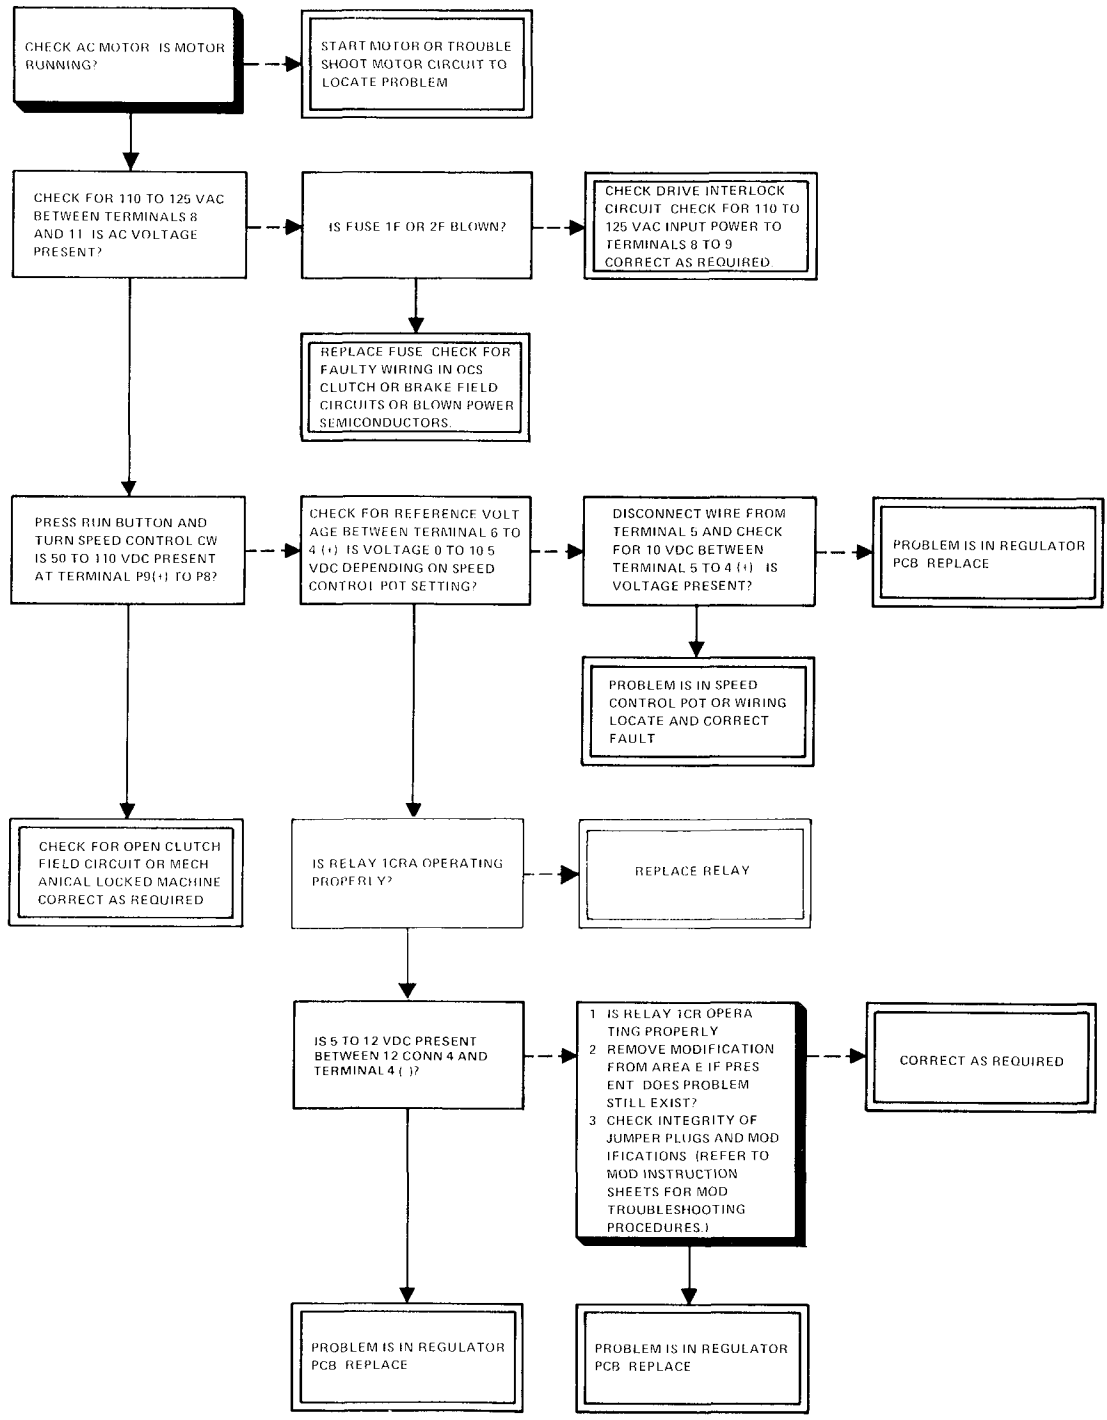 CHECK AC MOTOR IS MOTOR
RUNNING?
START MOTOR OR TROUBLE
SHOOT MOTOR CIRCUIT TO
LOCATE PROBLEM
CHECK FOR 110 TO 125 VAC
BETWEEN TERMINALS 8
AND 11 IS AC VOLTAGE
PRESENT?
IS FUSE 1F OR 2F BLOWN?
CHECK DRIVE INTERLOCK
CIRCUIT CHECK FOR 110 TO
125 VAC INPUT POWER TO
TERMINALS 8 TO 9
CORRECT AS REQUIRED.
REPLACE FUSE CHECK FOR
FAULTY WIRING IN OCS
CLUTCH OR BRAKE FIELD
CIRCUITS OR BLOWN POWER
SEMICONDUCTORS.
PRESS RUN BUTTON AND
TURN SPEED CONTROL CW
IS 50 TO 110 VDC PRESENT
AT TERMINAL P9(+) TO P8?
CHECK FOR REFERENCE VOLT
AGE BETWEEN TERMINAL 6 TO
4 (+) IS VOLTAGE 0 TO 10 5
VDC DEPENDING ON SPEED
CONTROL POT SETTING?
DISCONNECT WIRE FROM
TERMINAL 5 AND CHECK
FOR 10 VDC BETWEEN
TERMINAL 5 TO 4 (+) IS
VOLTAGE PRESENT?
PROBLEM IS IN REGULATOR
PCB REPLACE
PROBLEM IS IN SPEED
CONTROL POT OR WIRING
LOCATE AND CORRECT
FAULT
CHECK FOR OPEN CLUTCH
FIELD CIRCUIT OR MECH
ANICAL LOCKED MACHINE
CORRECT AS REQUIRED
IS RELAY 1CRA OPERATING
PROPERLY?
REPLACE RELAY
IS 5 TO 12 VDC PRESENT
BETWEEN 12 CONN 4 AND
TERMINAL 4 ( )?
1 IS RELAY 1CR OPERA
TING PROPERLY
2 REMOVE MODIFICATION
FROM AREA E IF PRES
ENT DOES PROBLEM
STILL EXIST?
3 CHECK INTEGRITY OF
JUMPER PLUGS AND MOD
IFICATIONS (REFER TO
MOD INSTRUCTION
SHEETS FOR MOD
TROUBLESHOOTING
PROCEDURES.)
CORRECT AS REQUIRED
PROBLEM IS IN REGULATOR
PCB REPLACE
PROBLEM IS IN REGULATOR
PCB REPLACE